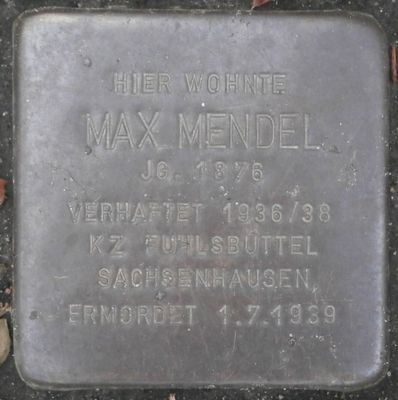 HIER WOHNTE
MAX MENDEL
JG. 1876
VERHAFTET 1936/38
KZ FUHLSBÜTTEL
SACHSENHAUSEN
ERMORDET 1.7.1939